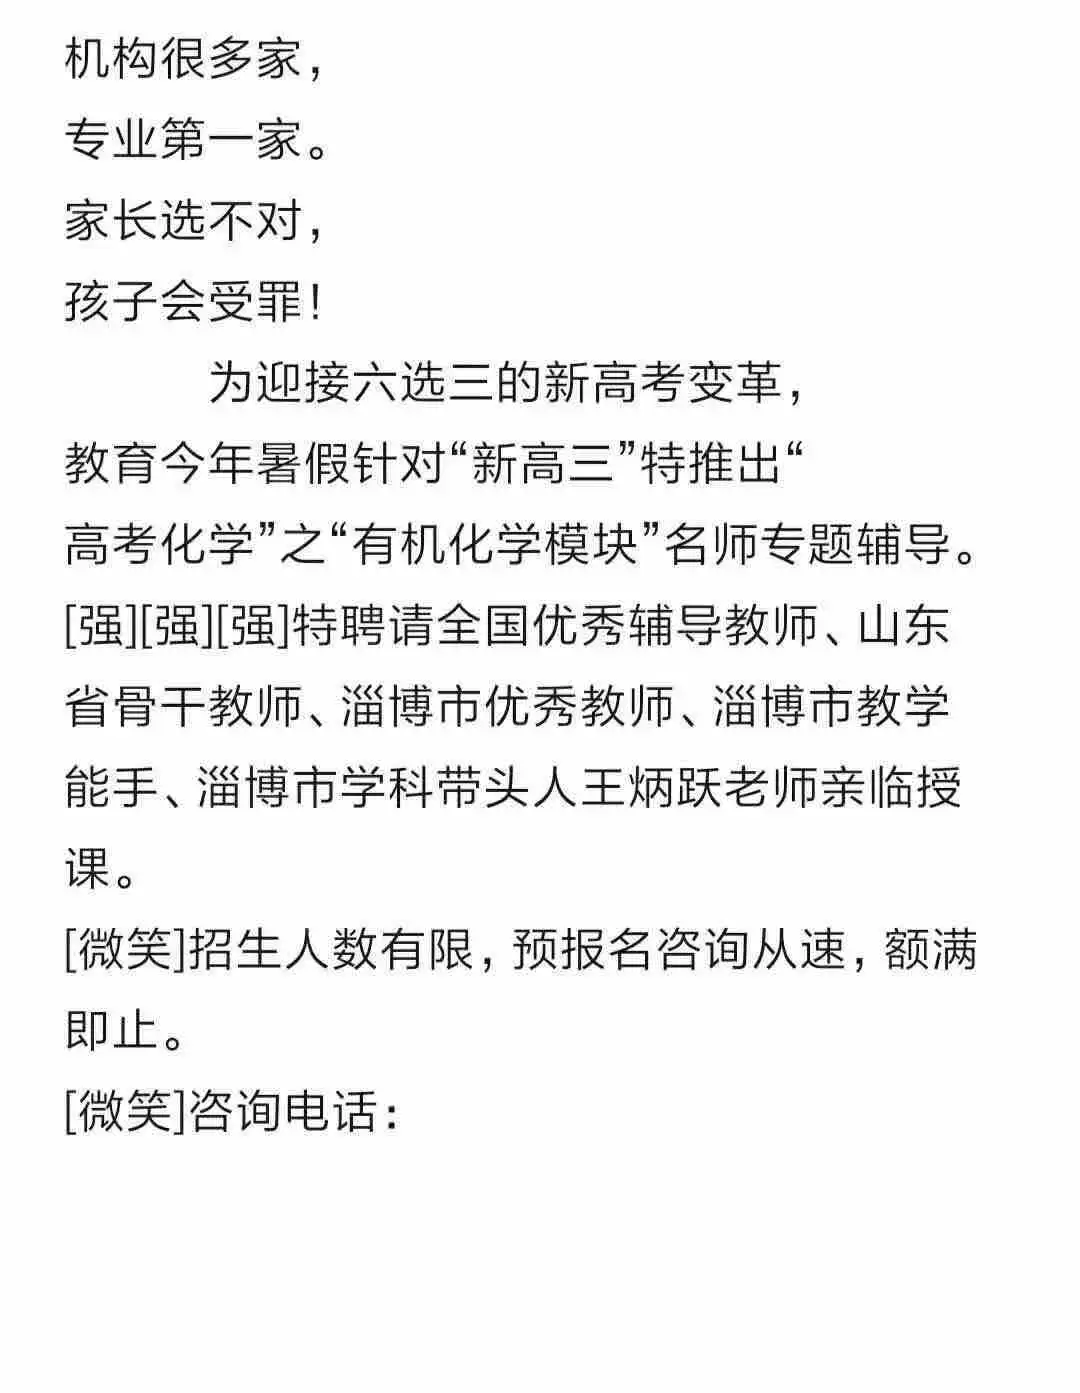 机构很多家，
专业第一家。
家长选不对，
孩子会受罪！
为迎接六选三的新高考变革，
教育今年暑假针对“新高三”特推出“
高考化学”之“有机化学模块”名师专题辅导。
[强][强][强]特聘请全国优秀辅导教师、山东
省骨干教师、淄博市优秀教师、淄博市教学
能手、淄博市学科带头人王炳跃老师亲临授
课。
[微笑]招生人数有限，预报名咨询从速，额满
即止。
[微笑]咨询电话：